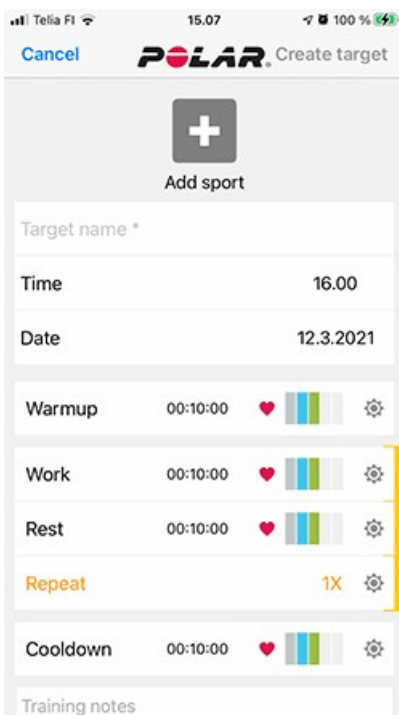 Telia FI 15.07 100 %
Cancel POLAR. Create target
Add sport
Target name *
Time 16.00
Date 12.3.2021
Warmup 00:10:00
Work 00:10:00
Rest 00:10:00
Repeat 1X
Cooldown 00:10:00
Training notes